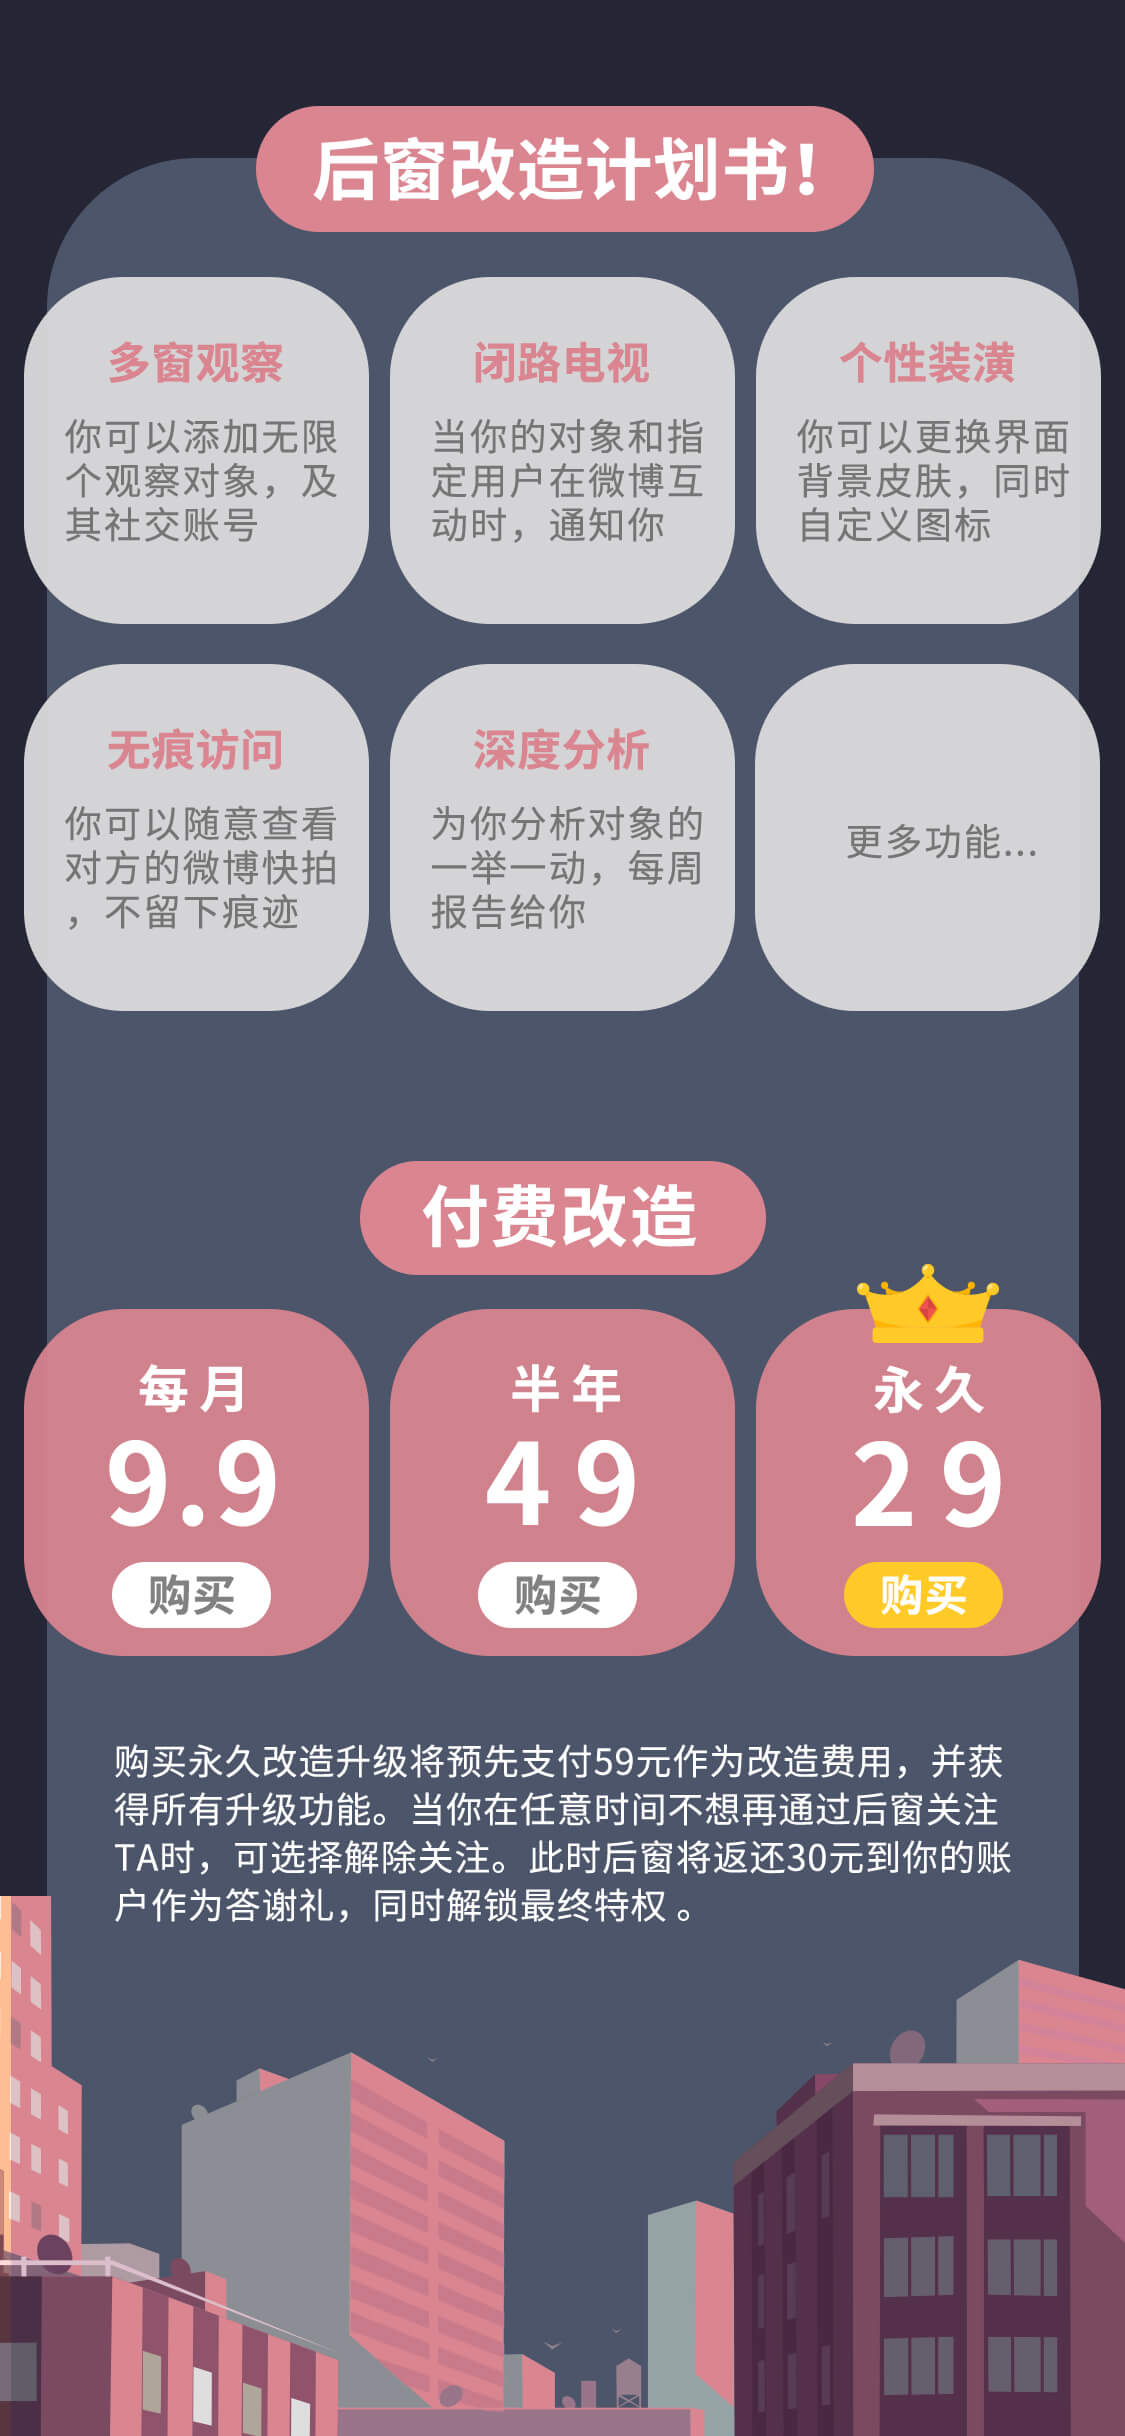 后窗改造计划书！
多窗观察
你可以添加无限
个观察对象，及
其社交账号
闭路电视
当你的对象和指
定用户在微博互
动时，通知你
个性装潢
你可以更换界面
背景皮肤，同时
自定义图标
无痕访问
你可以随意查看
对方的微博快拍
，不留下痕迹
深度分析
为你分析对象的
一举一动，每周
报告给你
更多功能...
付费改造
每月
9.9
购买
半年
49
购买
永久
29
购买
购买永久改造升级将预先支付59元作为改造费用，并获
得所有升级功能。当你在任意时间不想再通过后窗关注
TA时，可选择解除关注。此时后窗将返还30元到你的账
户作为答谢礼，同时解锁最终特权 。